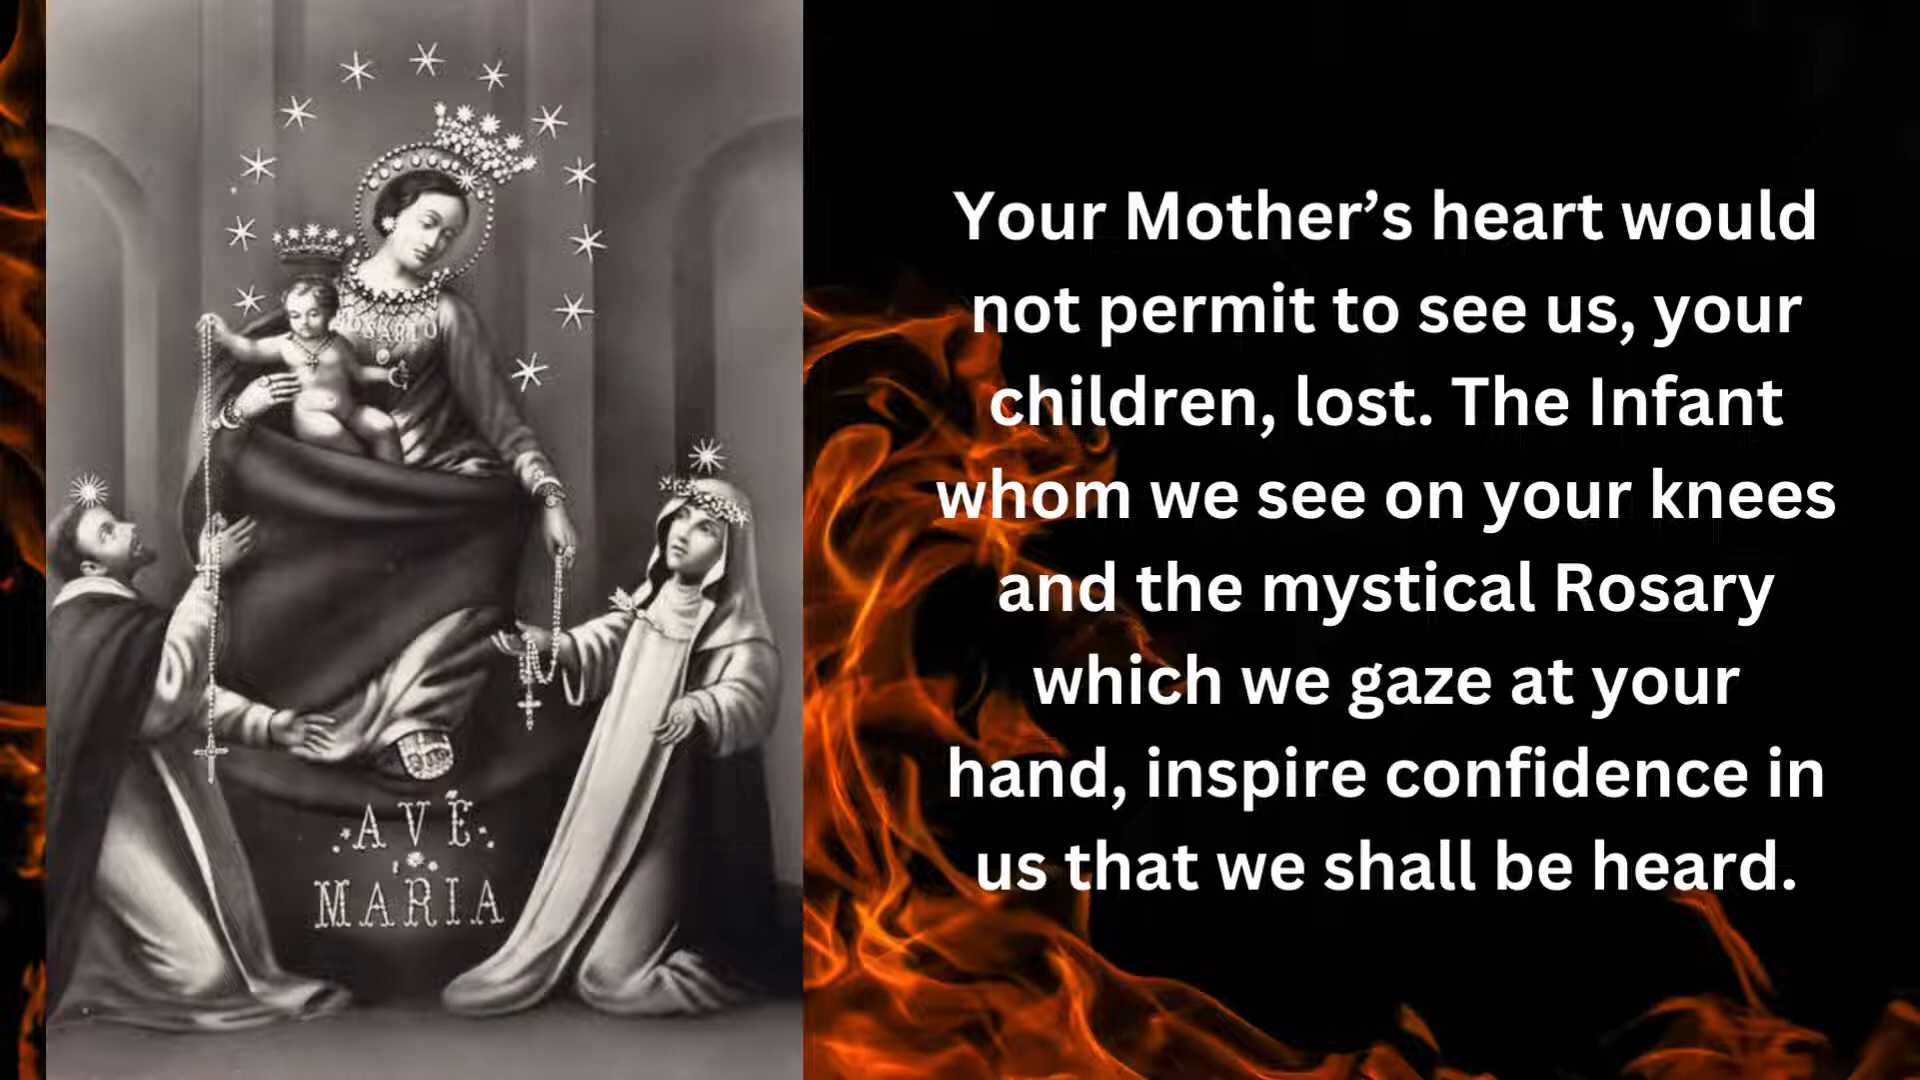 ROSARIO
AVE
MARIA
Your Mother’s heart would
not permit to see us, your
children, lost. The Infant
whom we see on your knees
and the mystical Rosary
which we gaze at your
hand, inspire confidence in
us that we shall be heard.